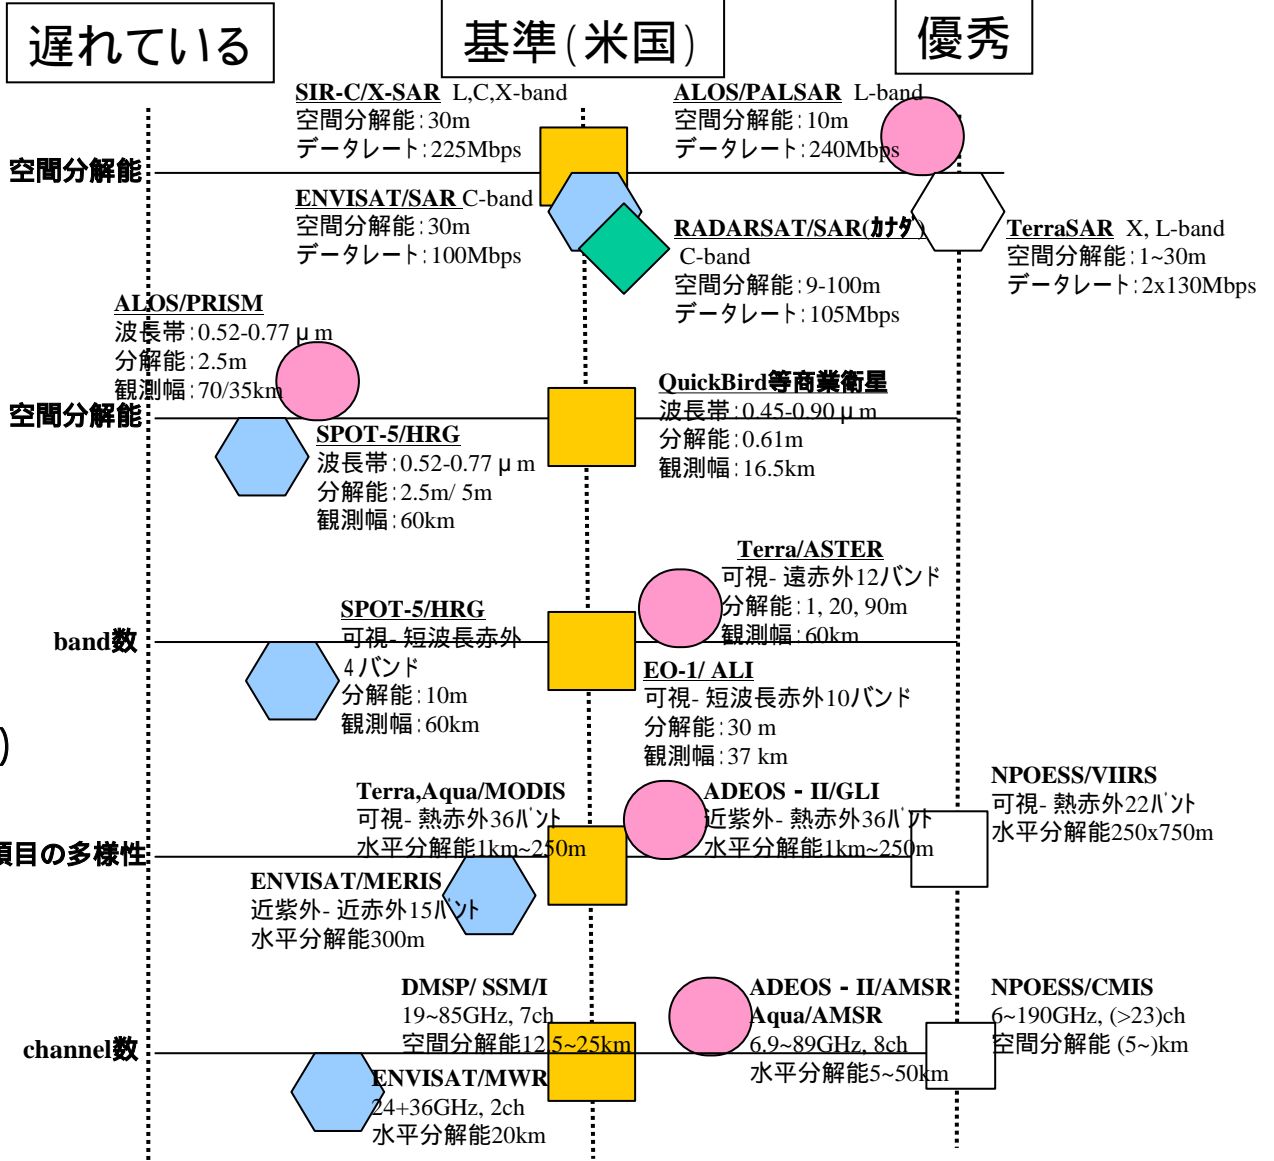 遅れている
基準(米国)
優秀
SIR-C/X-SAR L,C,X-band
空間分解能:30m
データレート:225Mbps
ALOS/PALSAR L-band
空間分解能:10m
データレート:240Mbps
空間分解能
ENVISAT/SAR C-band
空間分解能:30m
データレート:100Mbps
RADARSAT/SAR(カナダ)
C-band
空間分解能:9-100m
データレート:105Mbps
TerraSAR X, L-band
空間分解能:1~30m
データレート:2x130Mbps
ALOS/PRISM
波長帯:0.52-0.77μm
分解能:2.5m
観測幅:70/35km
空間分解能
SPOT-5/HRG
波長帯:0.52-0.77μm
分解能:2.5m/ 5m
観測幅:60km
QuickBird等商業衛星
波長帯:0.45-0.90μm
分解能:0.61m
観測幅:16.5km
Terra/ASTER
可視- 遠赤外12バンド
分解能:1, 20, 90m
観測幅:60km
band数
SPOT-5/HRG
可視- 短波長赤外
4バンド
分解能:10m
観測幅:60km
EO-1/ ALI
可視- 短波長赤外10バンド
分解能:30 m
観測幅:37 km
)
Terra,Aqua/MODIS
可視- 熱赤外36バンド
水平分解能1km~250m
ADEOS - II/GLI
近紫外- 熱赤外36バンド
水平分解能1km~250m
NPOESS/VIIRS
可視- 熱赤外22バンド
水平分解能250x750m
項目の多様性
ENVISAT/MERIS
近紫外- 近赤外15バンド
水平分解能300m
DMSP/ SSM/I
19~85GHz, 7ch
空間分解能12.5~25km
ADEOS - II/AMSR
Aqua/AMSR
6.9~89GHz, 8ch
水平分解能5~50km
NPOESS/CMIS
6~190GHz, (>23)ch
空間分解能 (5~)km
channel数
ENVISAT/MWR
24+36GHz, 2ch
水平分解能20km